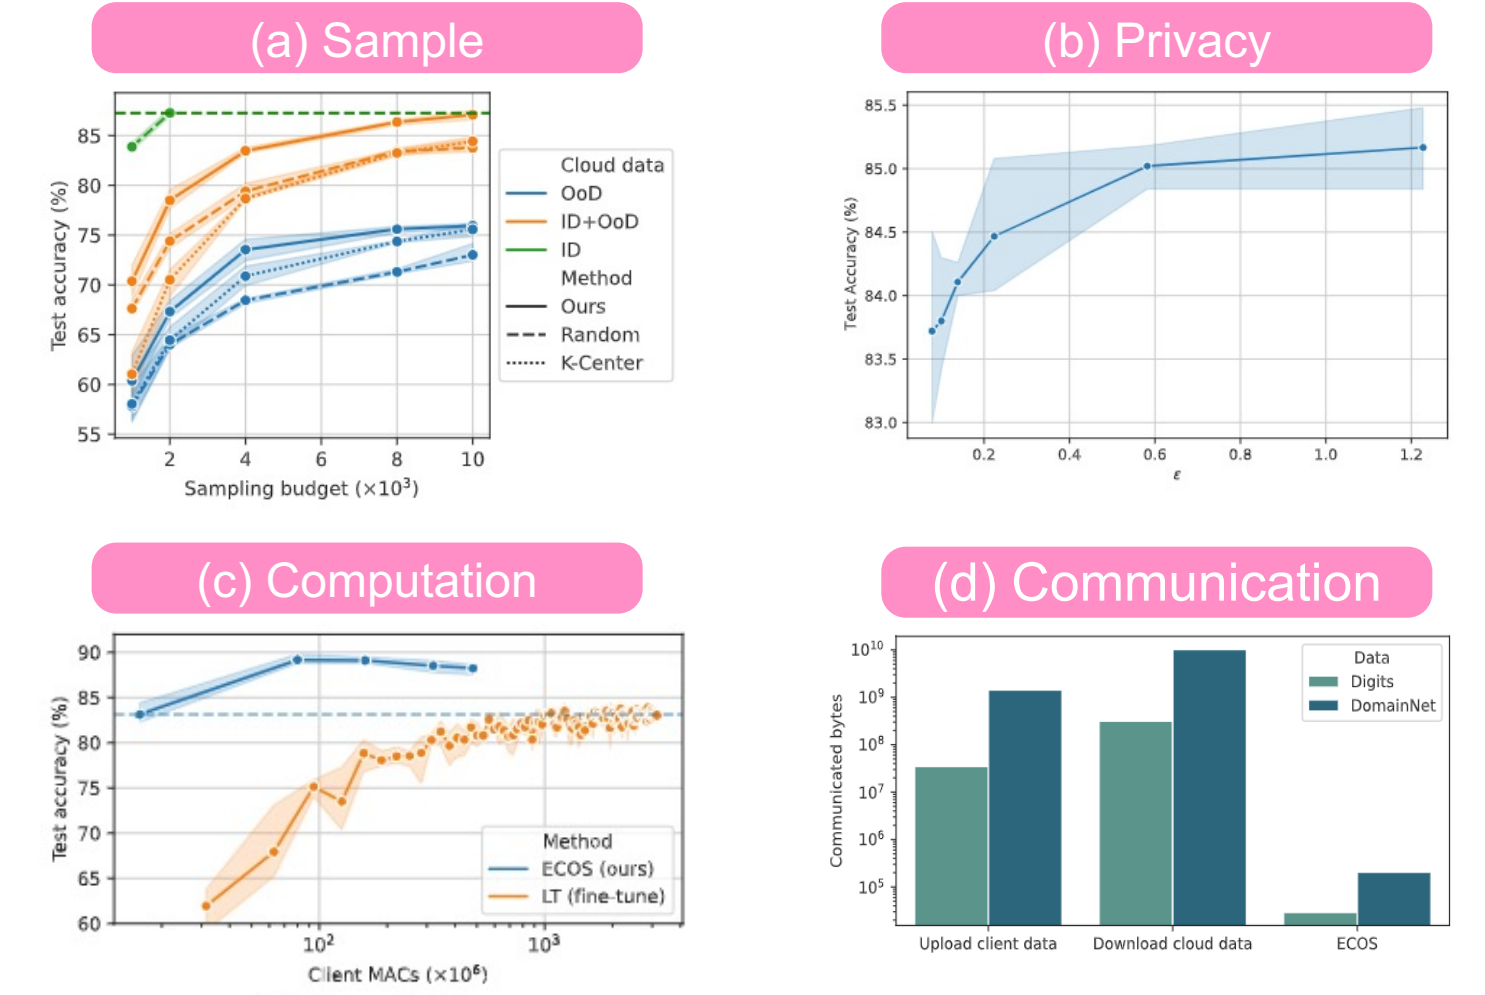 (a) Sample
85
80
75
70
65
60
55
2 4 6 8 10
Test accuracy (%)
Sampling budget (×10³)
Cloud data
OoD
ID+OoD
ID
Method
Ours
Random
K-Center
(b) Privacy
85.5
85.0
84.5
84.0
83.5
83.0
0.2 0.4 0.6 0.8 1.0 1.2
Test Accuracy (%)
ε
(c) Computation
90
85
80
75
70
65
60
10² 10³
Test accuracy (%)
Client MACs (×10⁶)
Method
ECOS (ours)
LT (fine-tune)
(d) Communication
10¹⁰
10⁹
10⁸
10⁷
10⁶
10⁵
Communicated bytes
Data
Digits
DomainNet
Upload client data Download cloud data ECOS